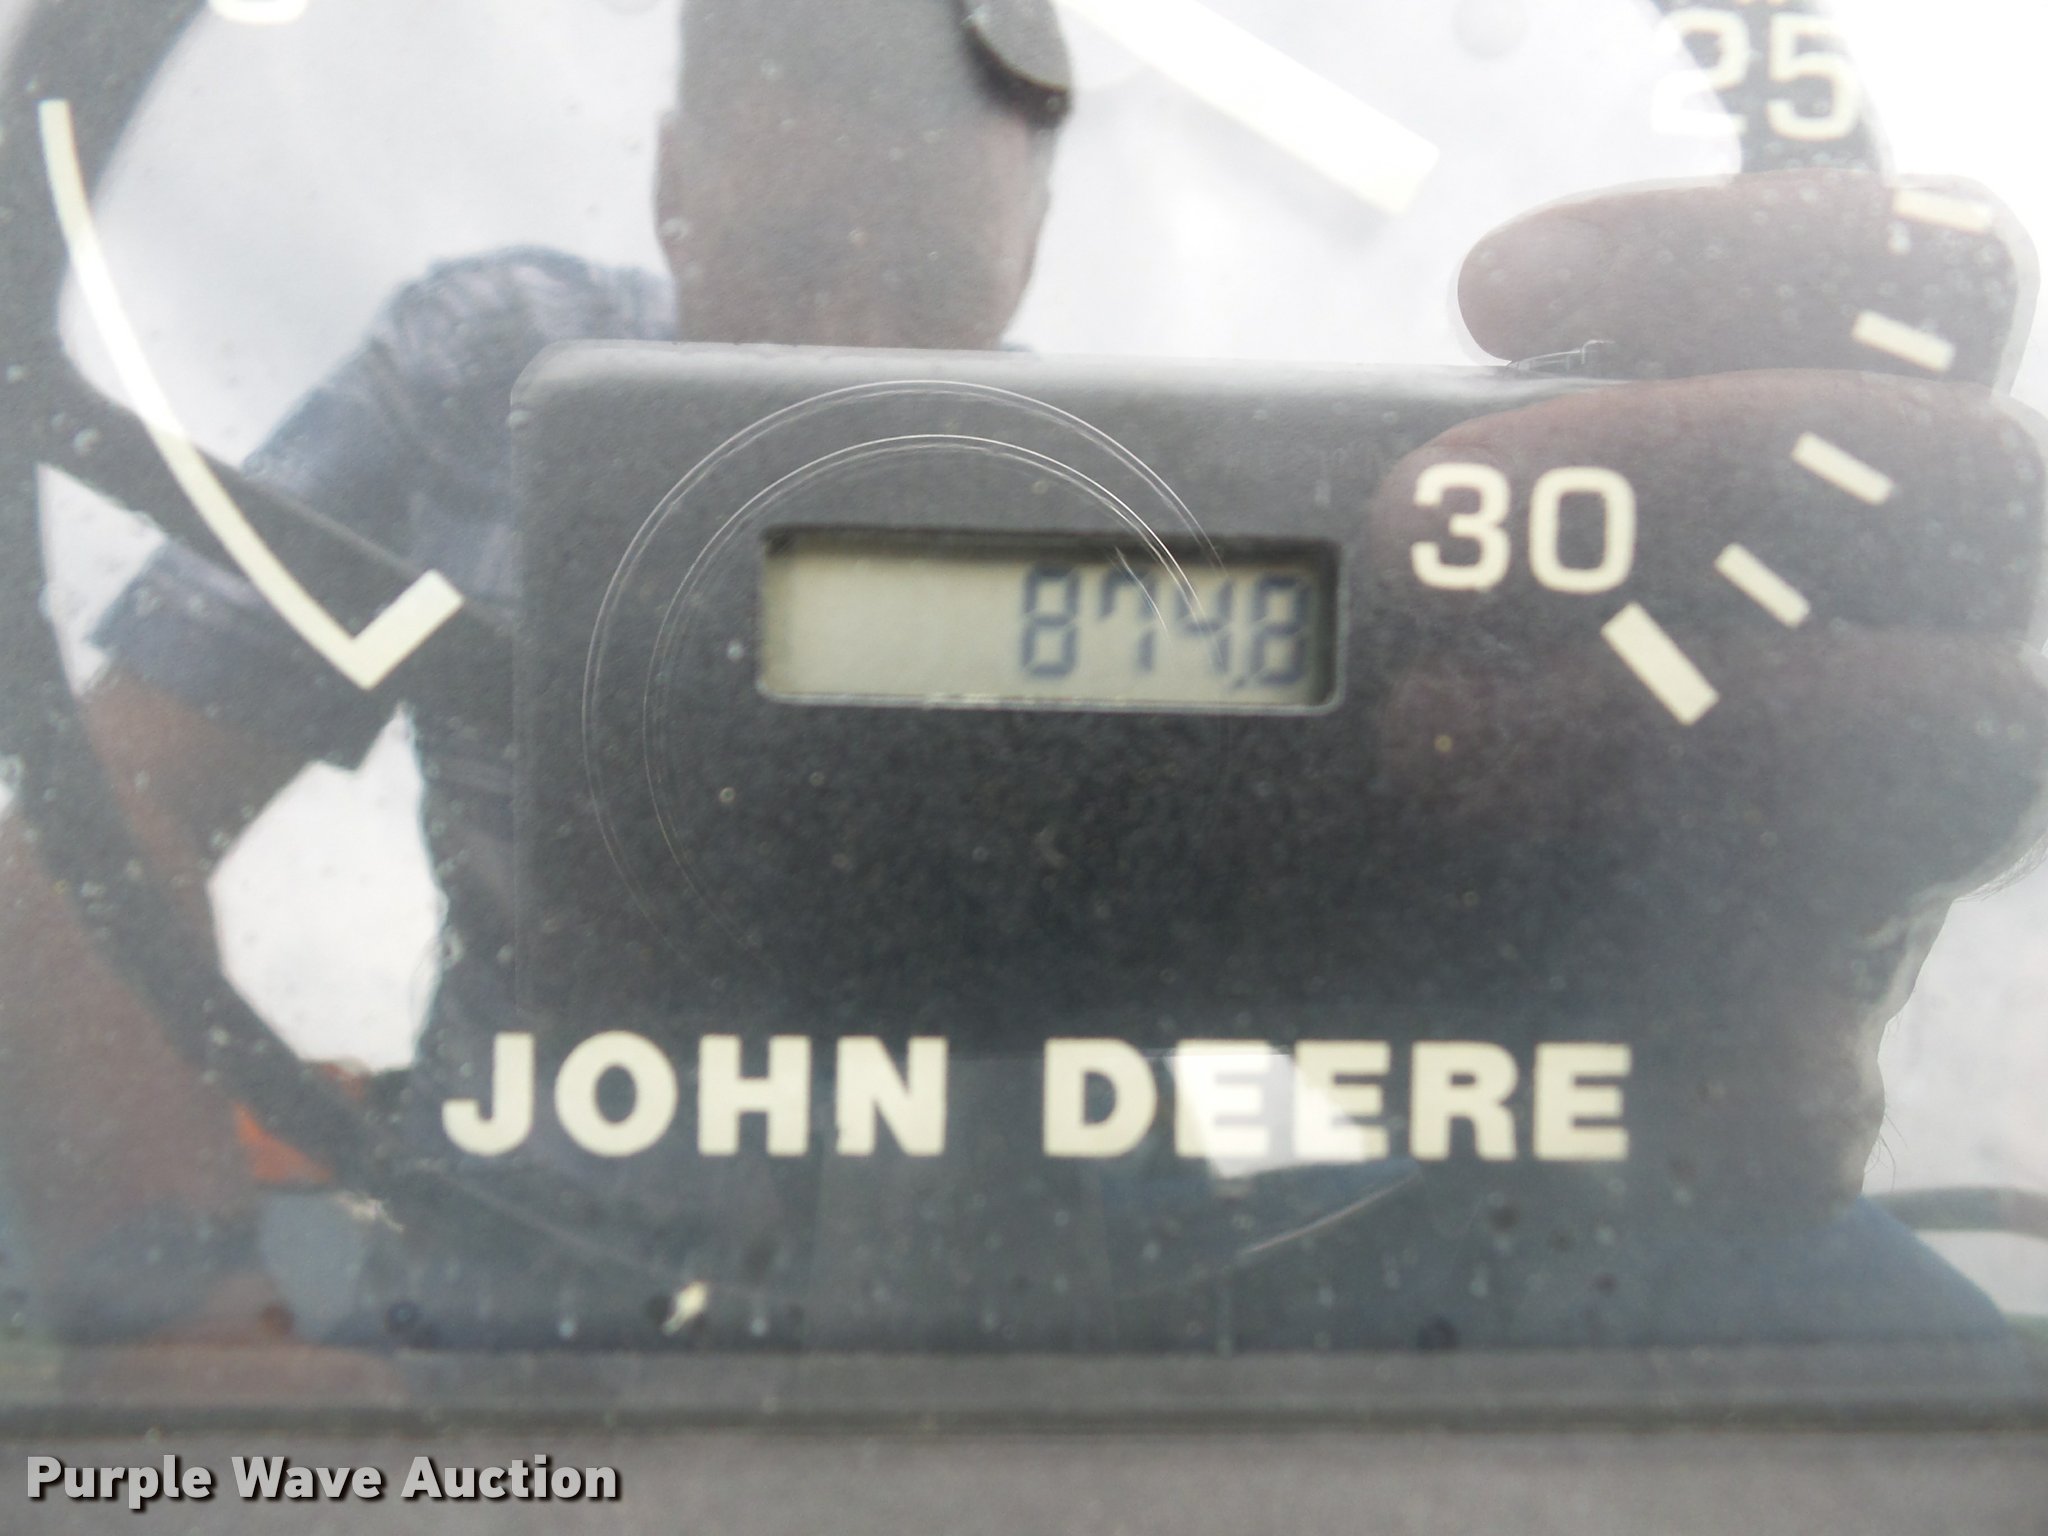 25
30
874.8
JOHN DEERE
Purple Wave Auction